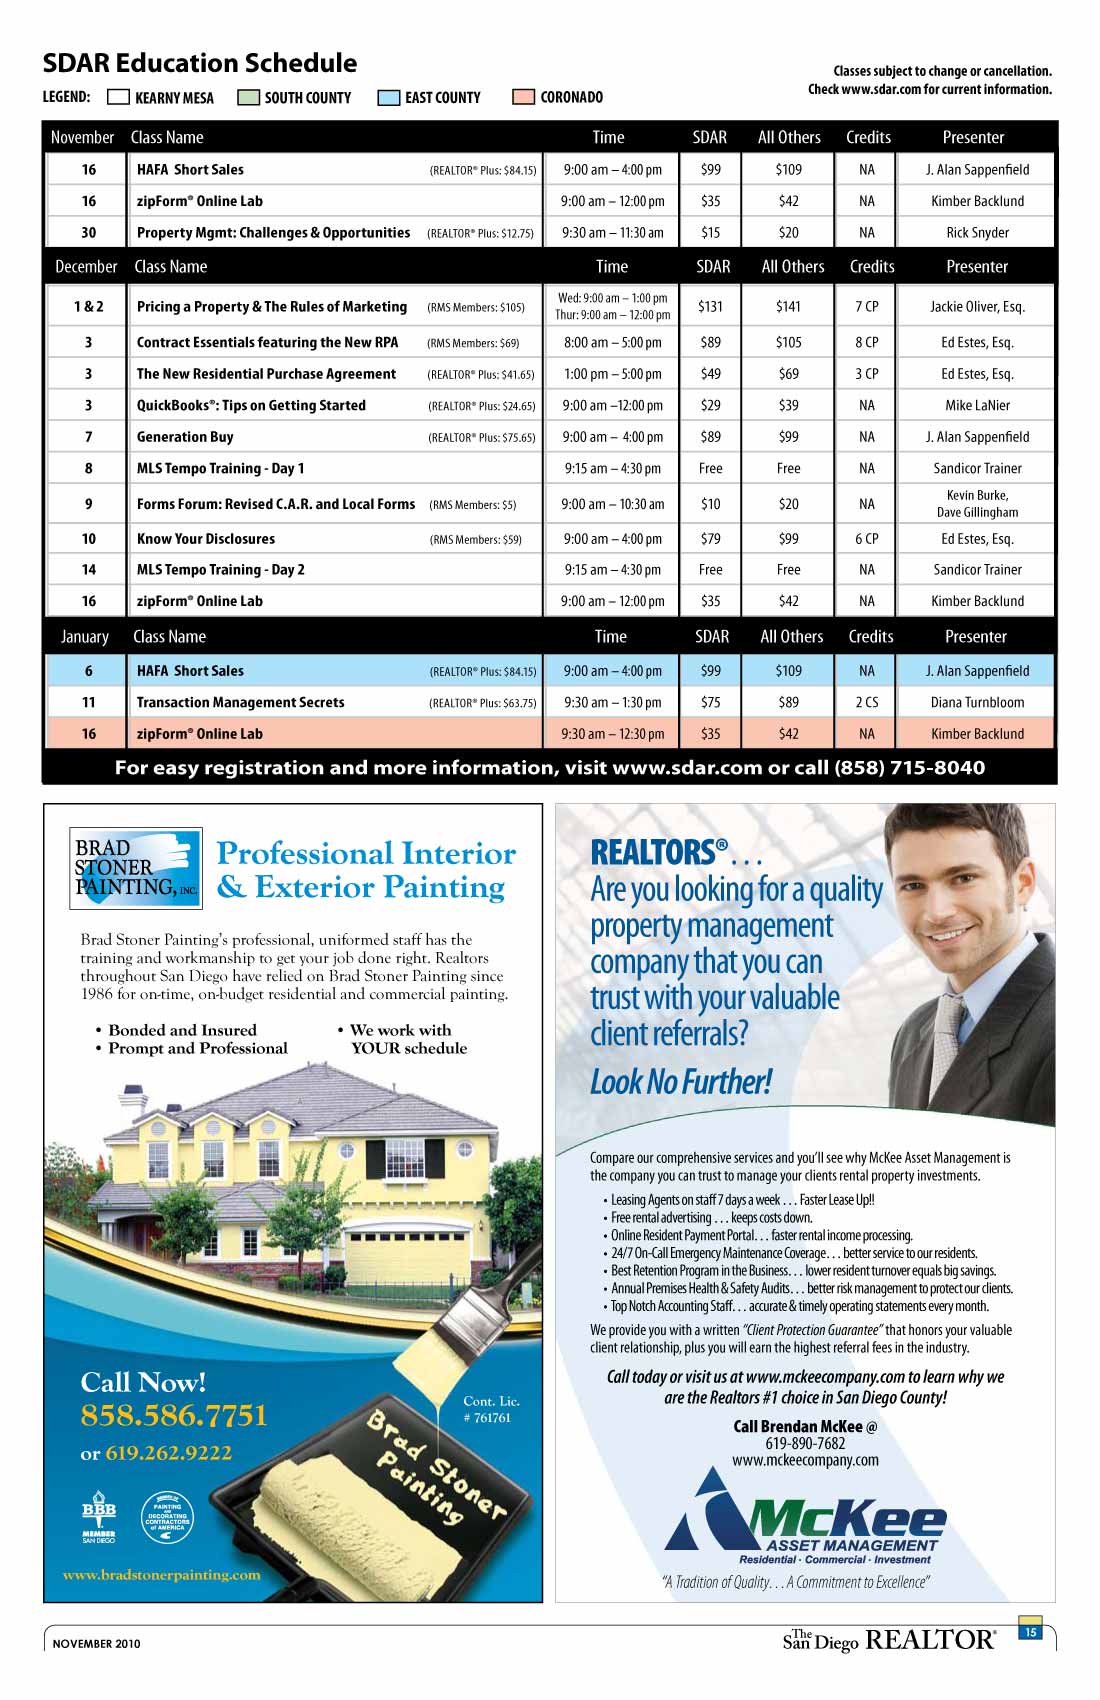 SDAR Education Schedule
LEGEND: KEARNY MESA SOUTH COUNTY EAST COUNTY CORONADO
Classes subject to change or cancellation.
Check www.sdar.com for current information.
November Class Name Time SDAR All Others Credits Presenter
16 HAFA Short Sales (REALTOR® Plus: $84.15) 9:00 am – 4:00 pm $99 $109 NA J. Alan Sappenfield
16 zipForm® Online Lab 9:00 am – 12:00 pm $35 $42 NA Kimber Backlund
30 Property Mgmt: Challenges & Opportunities (REALTOR® Plus: $12.75) 9:30 am – 11:30 am $15 $20 NA Rick Snyder
December Class Name Time SDAR All Others Credits Presenter
1 & 2 Pricing a Property & The Rules of Marketing (RMS Members: $105) Wed: 9:00 am – 1:00 pm
Thur: 9:00 am – 12:00 pm $131 $141 7 CP Jackie Oliver, Esq.
3 Contract Essentials featuring the New RPA (RMS Members: $69) 8:00 am – 5:00 pm $89 $105 8 CP Ed Estes, Esq.
3 The New Residential Purchase Agreement (REALTOR® Plus: $41.65) 1:00 pm – 5:00 pm $49 $69 3 CP Ed Estes, Esq.
3 QuickBooks®: Tips on Getting Started (REALTOR® Plus: $24.65) 9:00 am –12:00 pm $29 $39 NA Mike LaNier
7 Generation Buy (REALTOR® Plus: $75.65) 9:00 am – 4:00 pm $89 $99 NA J. Alan Sappenfield
8 MLS Tempo Training - Day 1 9:15 am – 4:30 pm Free Free NA Sandicor Trainer
9 Forms Forum: Revised C.A.R. and Local Forms (RMS Members: $5) 9:00 am – 10:30 am $10 $20 NA Kevin Burke,
Dave Gillingham
10 Know Your Disclosures (RMS Members: $59) 9:00 am – 4:00 pm $79 $99 6 CP Ed Estes, Esq.
14 MLS Tempo Training - Day 2 9:15 am – 4:30 pm Free Free NA Sandicor Trainer
16 zipForm® Online Lab 9:00 am – 12:00 pm $35 $42 NA Kimber Backlund
January Class Name Time SDAR All Others Credits Presenter
6 HAFA Short Sales (REALTOR® Plus: $84.15) 9:00 am – 4:00 pm $99 $109 NA J. Alan Sappenfield
11 Transaction Management Secrets (REALTOR® Plus: $63.75) 9:30 am – 1:30 pm $75 $89 2 CS Diana Turnbloom
16 zipForm® Online Lab 9:30 am – 12:30 pm $35 $42 NA Kimber Backlund
For easy registration and more information, visit www.sdar.com or call (858) 715-8040
BRAD
STONER
PAINTING, INC.
Professional Interior
& Exterior Painting
Brad Stoner Painting's professional, uniformed staff has the
training and workmanship to get your job done right. Realtors
throughout San Diego have relied on Brad Stoner Painting since
1986 for on-time, on-budget residential and commercial painting.
• Bonded and Insured
• Prompt and Professional
• We work with
YOUR schedule
Call Now!
858.586.7751
or 619.262.9222
Cont. Lic.
# 761761
Brad Stoner
Painting
BBB
MEMBER
SAN DIEGO
MEMBER OF
PAINTING
AND
DECORATING
CONTRACTORS
of AMERICA
www.bradstonerpainting.com
REALTORS®. . .
Are you looking for a quality
property management
company that you can
trust with your valuable
client referrals?
Look No Further!
Compare our comprehensive services and you'll see why McKee Asset Management is
the company you can trust to manage your clients rental property investments.
• Leasing Agents on staff 7 days a week . . . Faster Lease Up!!
• Free rental advertising . . . keeps costs down.
• Online Resident Payment Portal. . . faster rental income processing.
• 24/7 On-Call Emergency Maintenance Coverage. . . better service to our residents.
• Best Retention Program in the Business. . . lower resident turnover equals big savings.
• Annual Premises Health & Safety Audits. . . better risk management to protect our clients.
• Top Notch Accounting Staff. . . accurate & timely operating statements every month.
We provide you with a written "Client Protection Guarantee" that honors your valuable
client relationship, plus you will earn the highest referral fees in the industry.
Call today or visit us at www.mckeecompany.com to learn why we
are the Realtors #1 choice in San Diego County!
Call Brendan McKee @
619-890-7682
www.mckeecompany.com
McKee
ASSET MANAGEMENT
Residential · Commercial · Investment
"A Tradition of Quality. . . A Commitment to Excellence"
NOVEMBER 2010
The San Diego REALTOR®
15